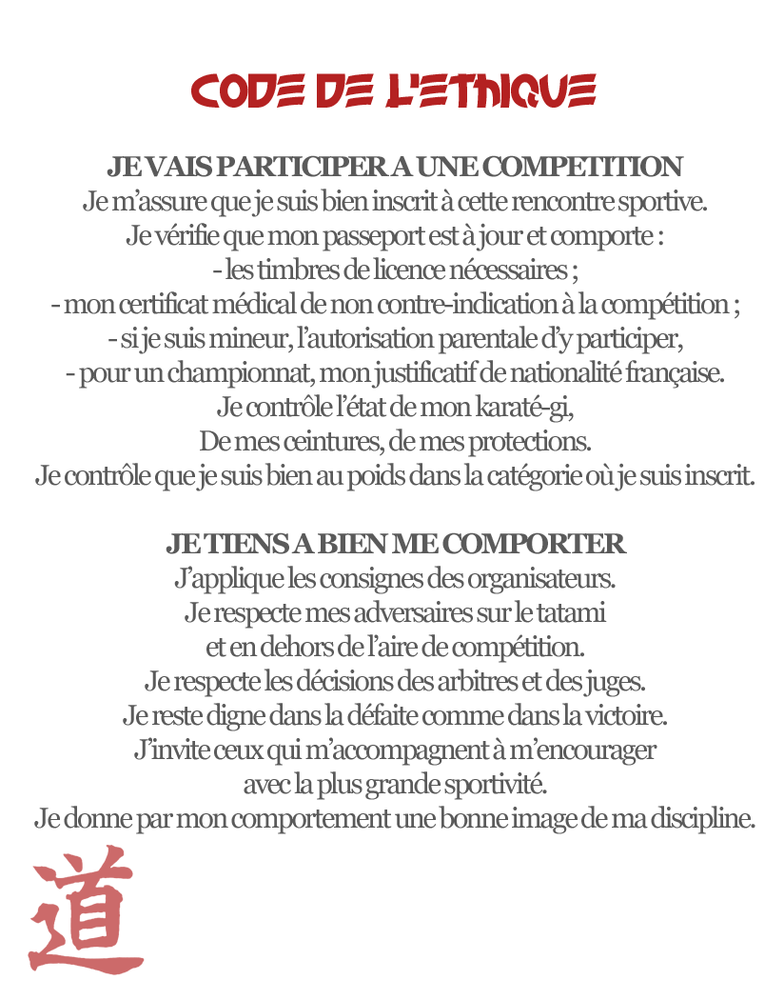 CODE DE L'ETHIQUE
JE VAIS PARTICIPER A UNE COMPETITION
Je m’assure que je suis bien inscrit à cette rencontre sportive.
Je vérifie que mon passeport est à jour et comporte :
- les timbres de licence nécessaires ;
- mon certificat médical de non contre-indication à la compétition ;
- si je suis mineur, l’autorisation parentale d’y participer,
- pour un championnat, mon justificatif de nationalité française.
Je contrôle l’état de mon karaté-gi,
De mes ceintures, de mes protections.
Je contrôle que je suis bien au poids dans la catégorie où je suis inscrit.
JE TIENS A BIEN ME COMPORTER
J’applique les consignes des organisateurs.
Je respecte mes adversaires sur le tatami
et en dehors de l’aire de compétition.
Je respecte les décisions des arbitres et des juges.
Je reste digne dans la défaite comme dans la victoire.
J’invite ceux qui m’accompagnent à m’encourager
avec la plus grande sportivité.
Je donne par mon comportement une bonne image de ma discipline.
道